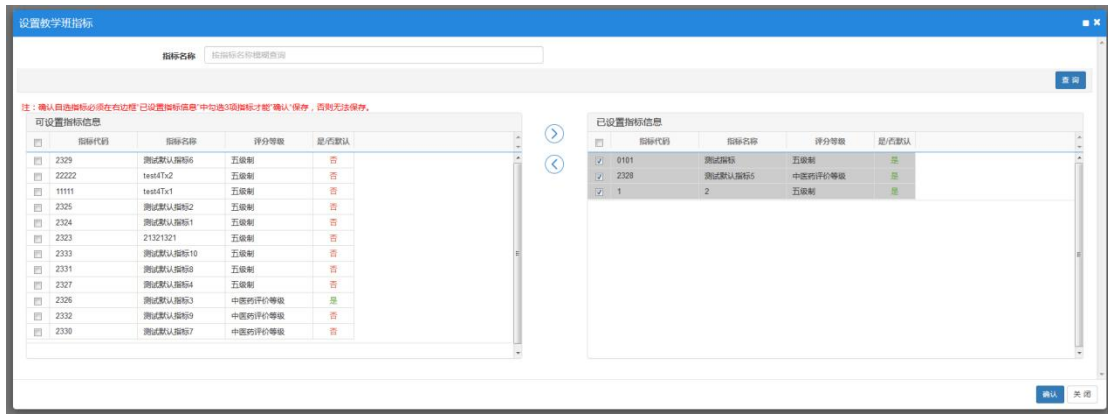 设置教学班指标
指标名称 按指标名称模糊查询
查 询
注：确认自选指标必须在右边框“已设置指标信息”中勾选3项指标才能“确认”保存，否则无法保存。
可设置指标信息
指标代码 指标名称 评分等级 是/否默认
2329 测试默认指标6 五级制 否
22222 test4Tx2 五级制 否
11111 test4Tx1 五级制 否
2325 测试默认指标2 五级制 否
2324 测试默认指标1 五级制 否
2323 21321321 五级制 否
2333 测试默认指标10 五级制 否
2331 测试默认指标8 五级制 否
2327 测试默认指标4 五级制 否
2326 测试默认指标3 中医药评价等级 是
2332 测试默认指标9 中医药评价等级 否
2330 测试默认指标7 中医药评价等级 否
已设置指标信息
指标代码 指标名称 评分等级 是/否默认
0101 测试指标 五级制 是
2328 测试默认指标5 中医药评价等级 是
1 2 五级制 是
确认 关 闭